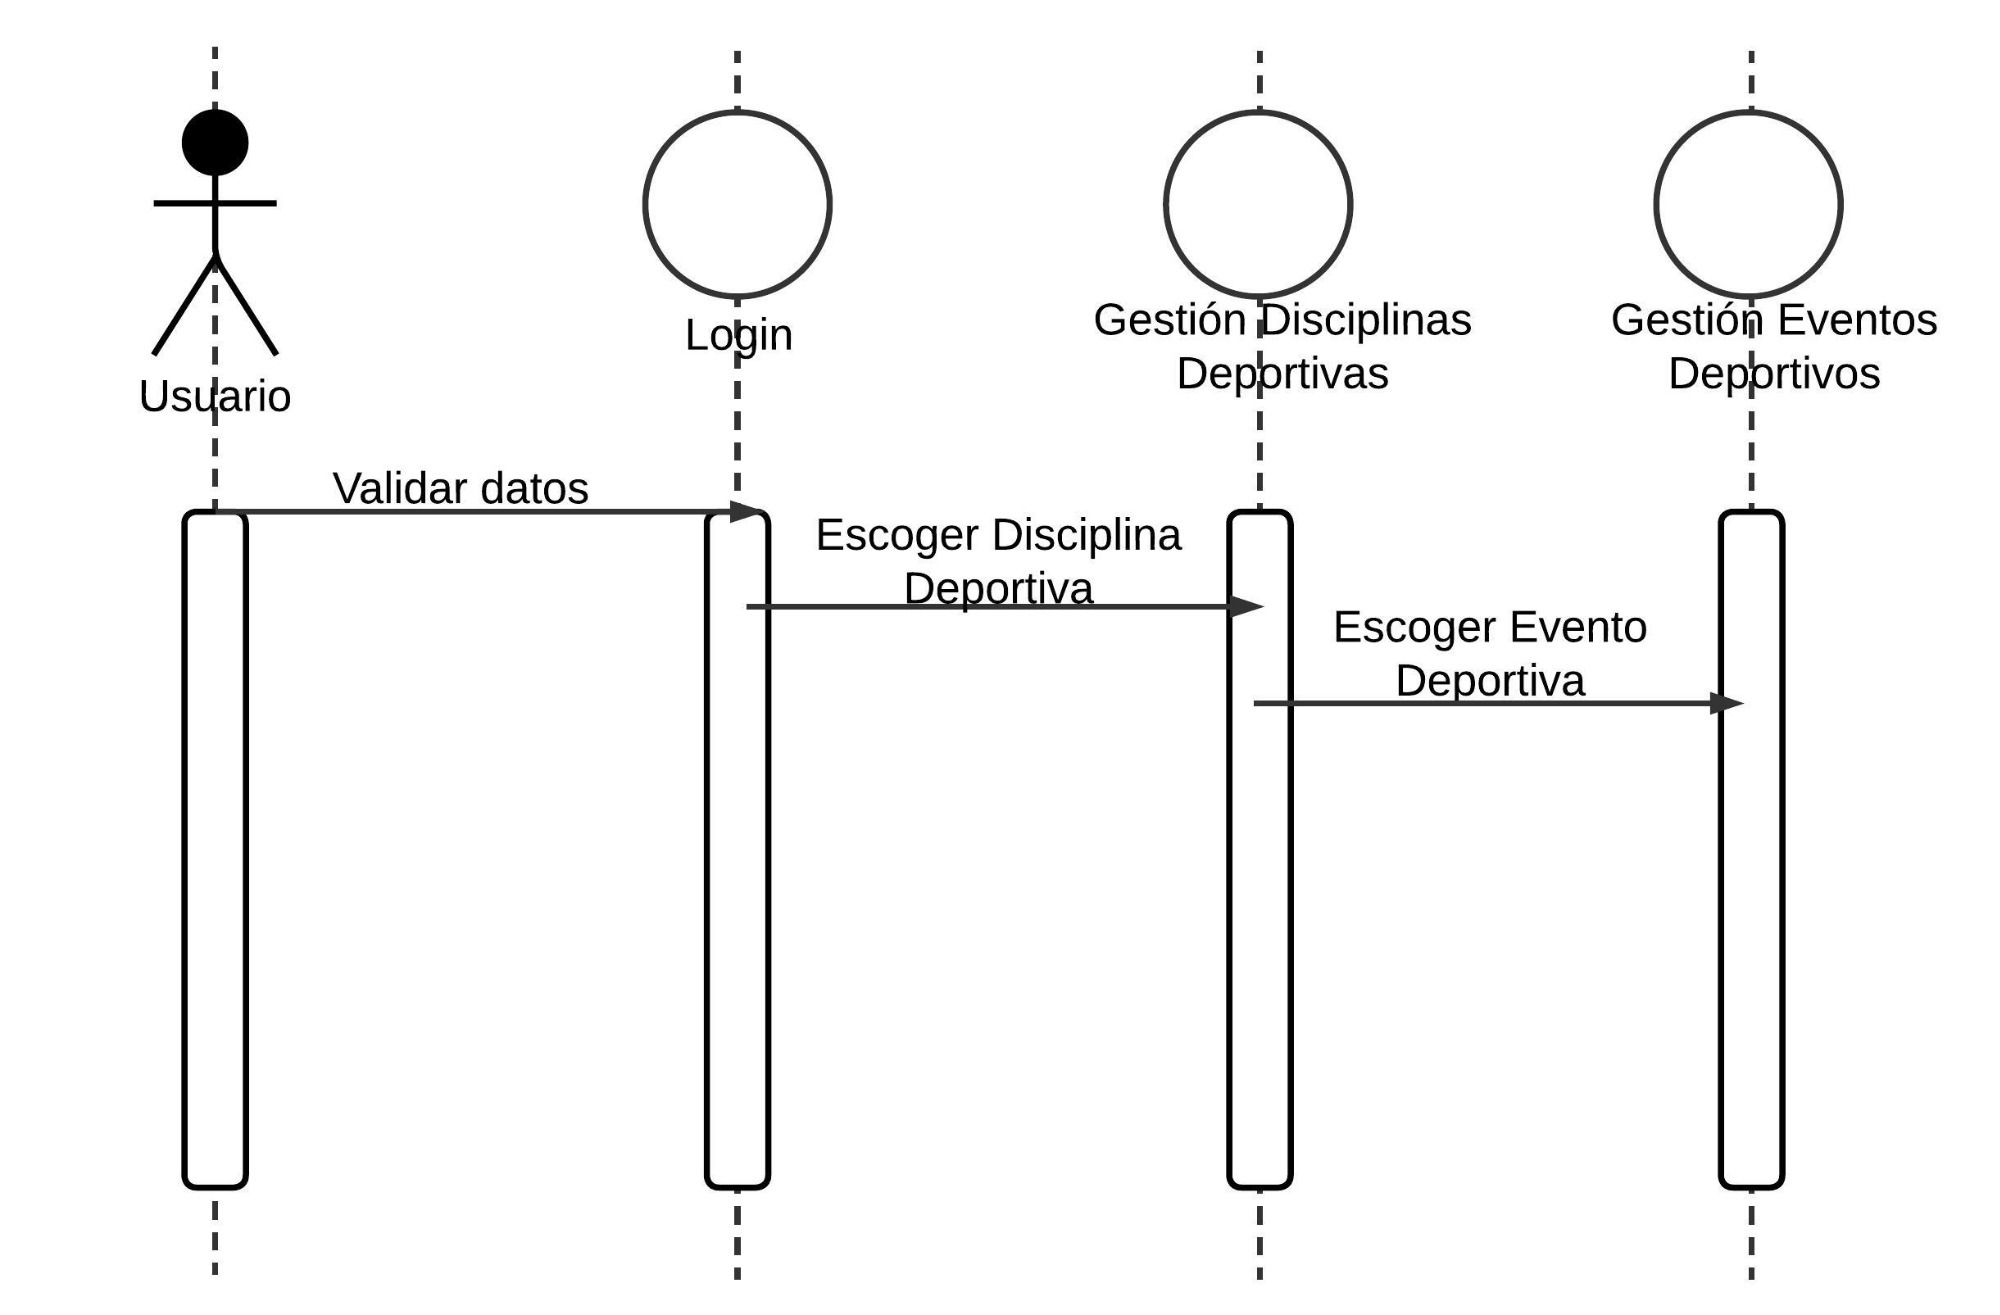 Usuario
Login
Gestión Disciplinas
Deportivas
Gestión Eventos
Deportivos
Validar datos
Escoger Disciplina
Deportiva
Escoger Evento
Deportiva